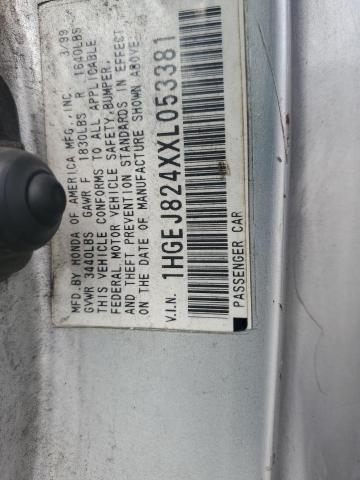 MFD.BY HONDA OF AMERICA MFG.,INC. 3/99
GVWR 3440LBS GAWR F 1830LBS R 1640LBS
THIS VEHICLE CONFORMS TO ALL APPLICABLE
FEDERAL MOTOR VEHICLE SAFETY,BUMPER,
AND THEFT PREVENTION STANDARDS IN EFFECT
ON THE DATE OF MANUFACTURE SHOWN ABOVE.
V.I.N. 1HGEJ824XXL053381
PASSENGER CAR